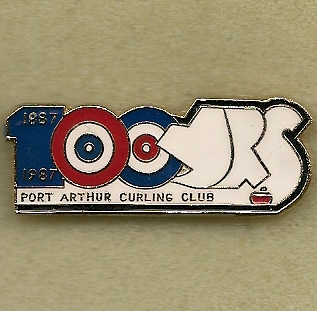 1887
100 YRS
1987
PORT ARTHUR CURLING CLUB